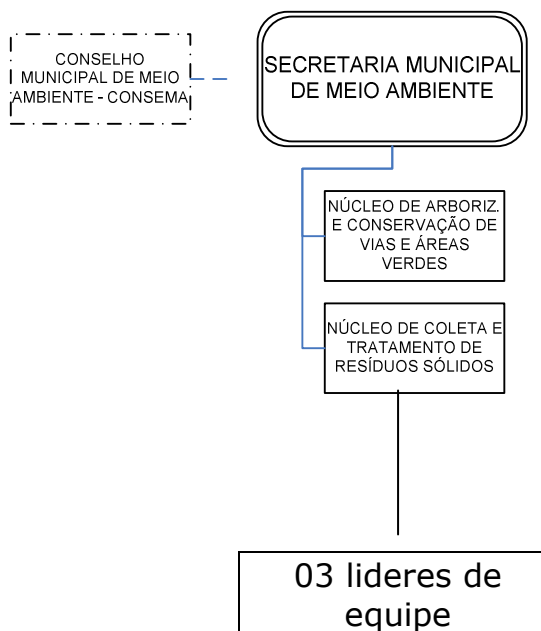 CONSELHO
MUNICIPAL DE MEIO
AMBIENTE - CONSEMA
SECRETARIA MUNICIPAL
DE MEIO AMBIENTE
NÚCLEO DE ARBORIZ.
E CONSERVAÇÃO DE
VIAS E ÁREAS
VERDES
NÚCLEO DE COLETA E
TRATAMENTO DE
RESÍDUOS SÓLIDOS
03 lideres de
equipe